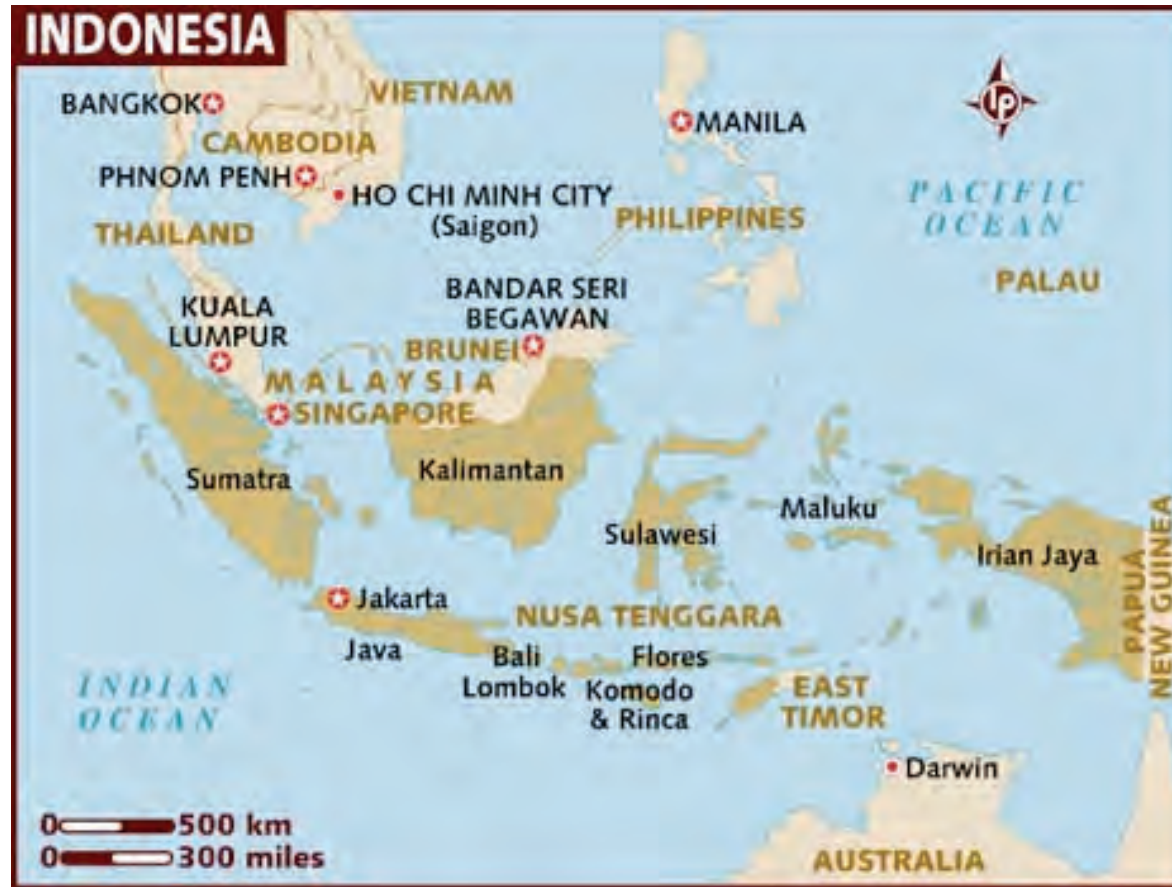 INDONESIA
BANGKOK
VIETNAM
CAMBODIA
PHNOM PENH
HO CHI MINH CITY
(Saigon)
THAILAND
MANILA
PHILIPPINES
lp
PACIFIC
OCEAN
PALAU
KUALA
LUMPUR
BANDAR SERI
BEGAWAN
BRUNEI
MALAYSIA
SINGAPORE
Sumatra
Kalimantan
Sulawesi
Maluku
Irian Jaya
PAPUA
NEW GUINEA
Jakarta
Java
NUSA TENGGARA
Bali
Lombok
Flores
Komodo
& Rinca
EAST
TIMOR
INDIAN
OCEAN
Darwin
AUSTRALIA
0 500 km
0 300 miles